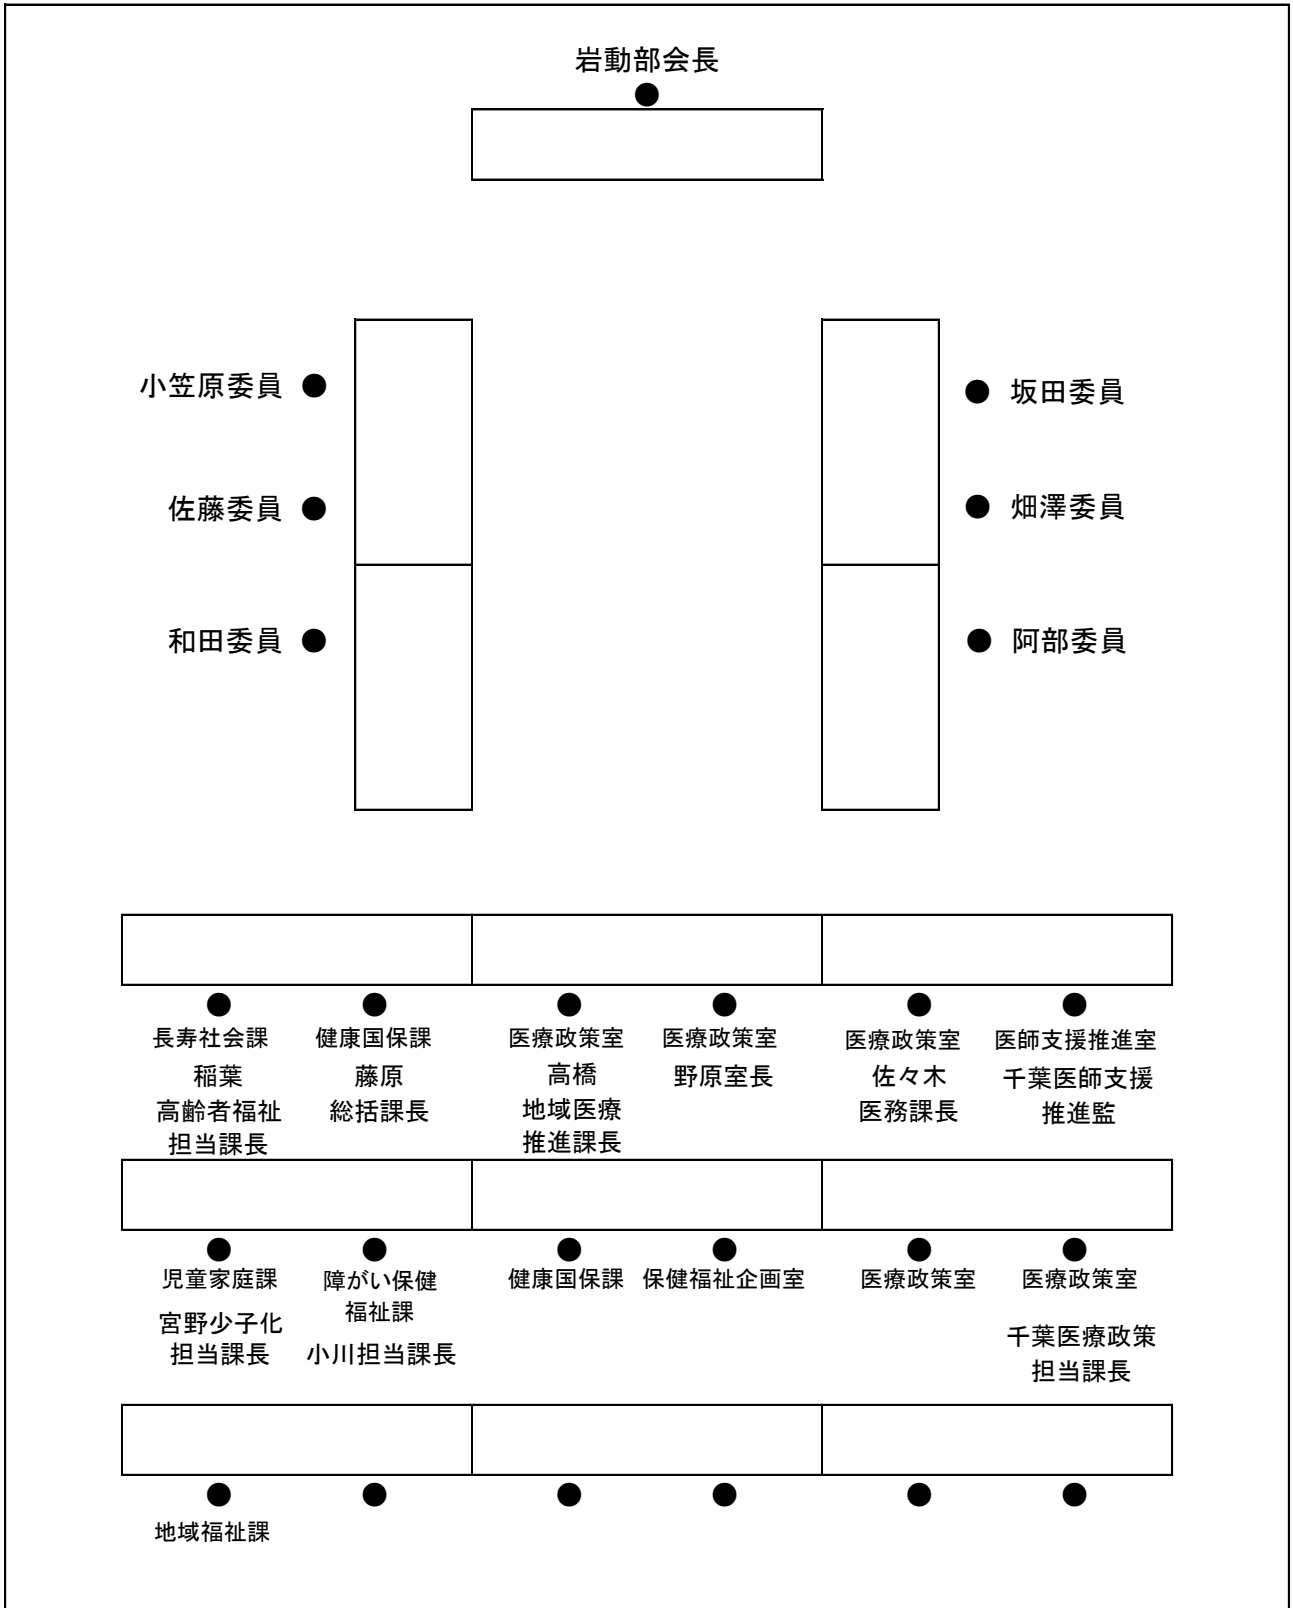 岩動部会長
小笠原委員
坂田委員
佐藤委員
畑澤委員
和田委員
阿部委員
長寿社会課
稲葉
高齢者福祉
担当課長
健康国保課
藤原
総括課長
医療政策室
高橋
地域医療
推進課長
医療政策室
野原室長
医療政策室
佐々木
医務課長
医師支援推進室
千葉医師支援
推進監
児童家庭課
宮野少子化
担当課長
障がい保健
福祉課
小川担当課長
健康国保課
保健福祉企画室
医療政策室
医療政策室
千葉医療政策
担当課長
地域福祉課